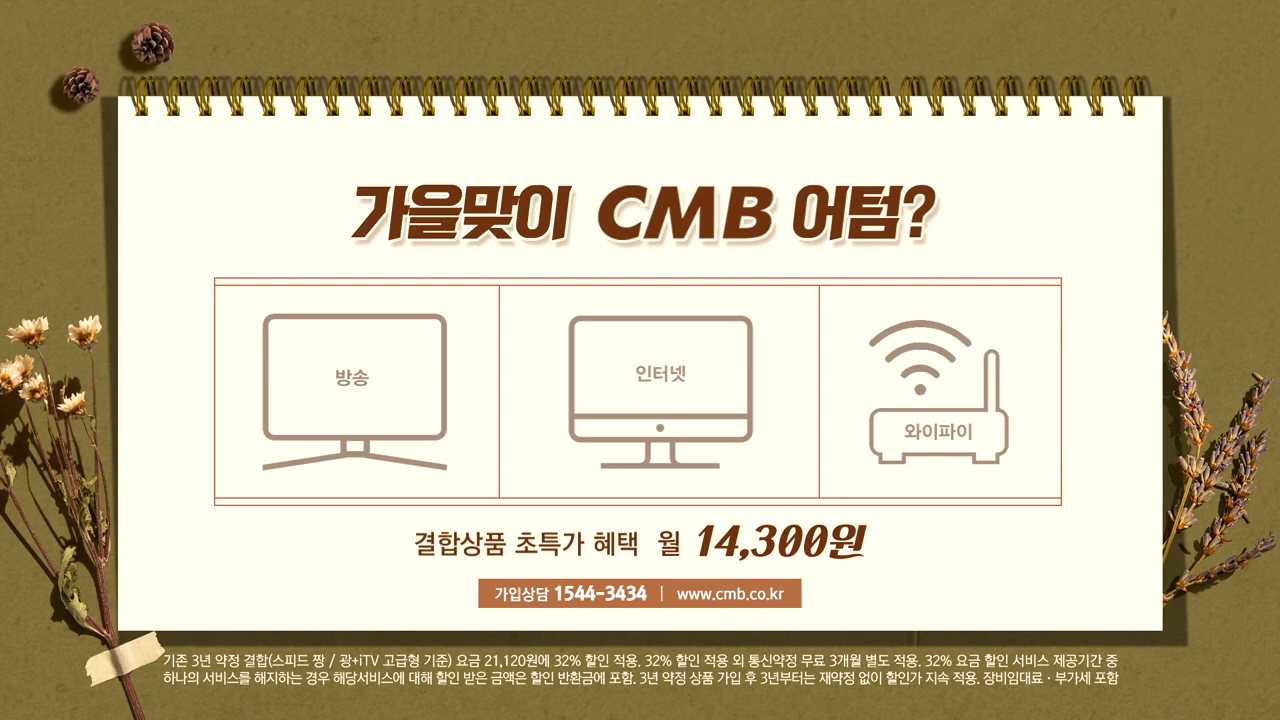 가을맞이 CMB 어텀?
방송
인터넷
와이파이
결합상품 초특가 혜택 월 14,300원
가입상담 1544-3434 | www.cmb.co.kr
기존 3년 약정 결합(스피드 짱 / 광+iTV 고급형 기준) 요금 21,120원에 32% 할인 적용. 32% 할인 적용 외 통신약정 무료 3개월 별도 적용. 32% 요금 할인 서비스 제공기간 중
하나의 서비스를 해지하는 경우 해당서비스에 대해 할인 받은 금액은 할인 반환금에 포함. 3년 약정 상품 가입 후 3년부터는 재약정 없이 할인가 지속 적용. 장비임대료 · 부가세 포함